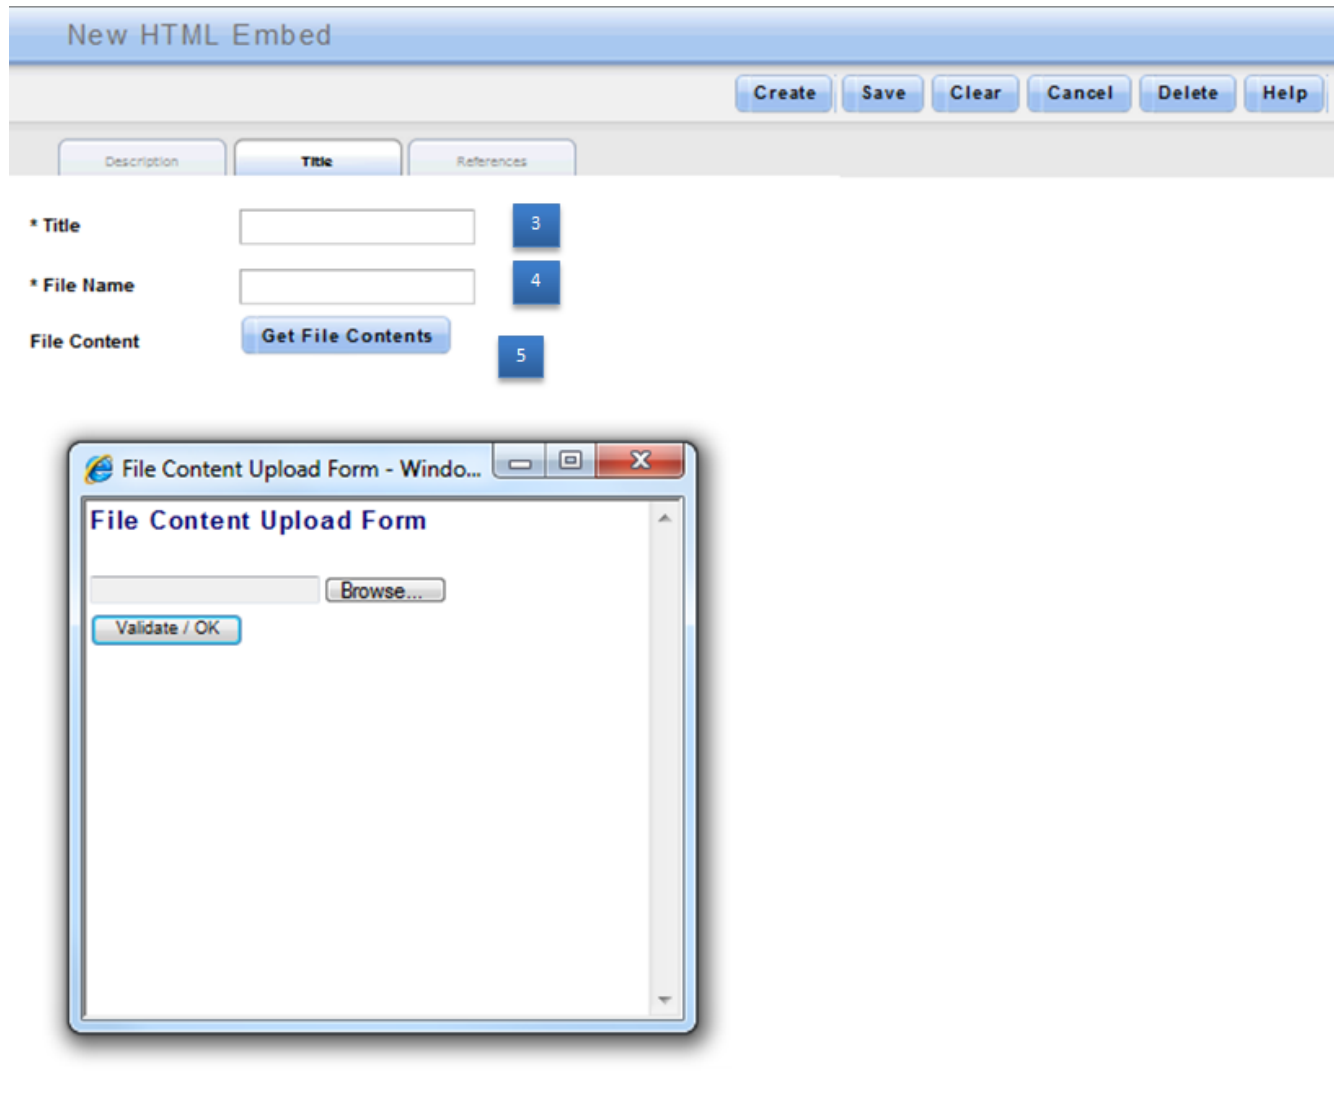 New HTML Embed
Create Save Clear Cancel Delete Help
Description Title References
* Title 3
* File Name 4
File Content Get File Contents 5
File Content Upload Form - Windo...
File Content Upload Form
Browse...
Validate / OK